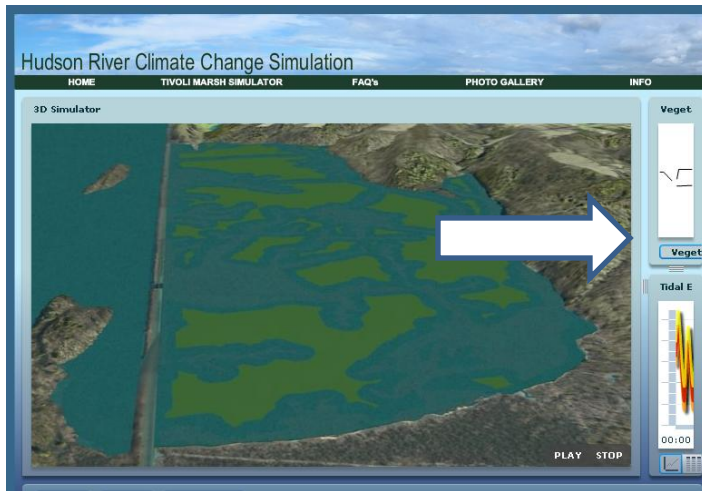 Hudson River Climate Change Simulation
HOME TIVOLI MARSH SIMULATOR FAQ's PHOTO GALLERY INFO
3D Simulator
Veget
Veget
Tidal E
00:00
PLAY STOP